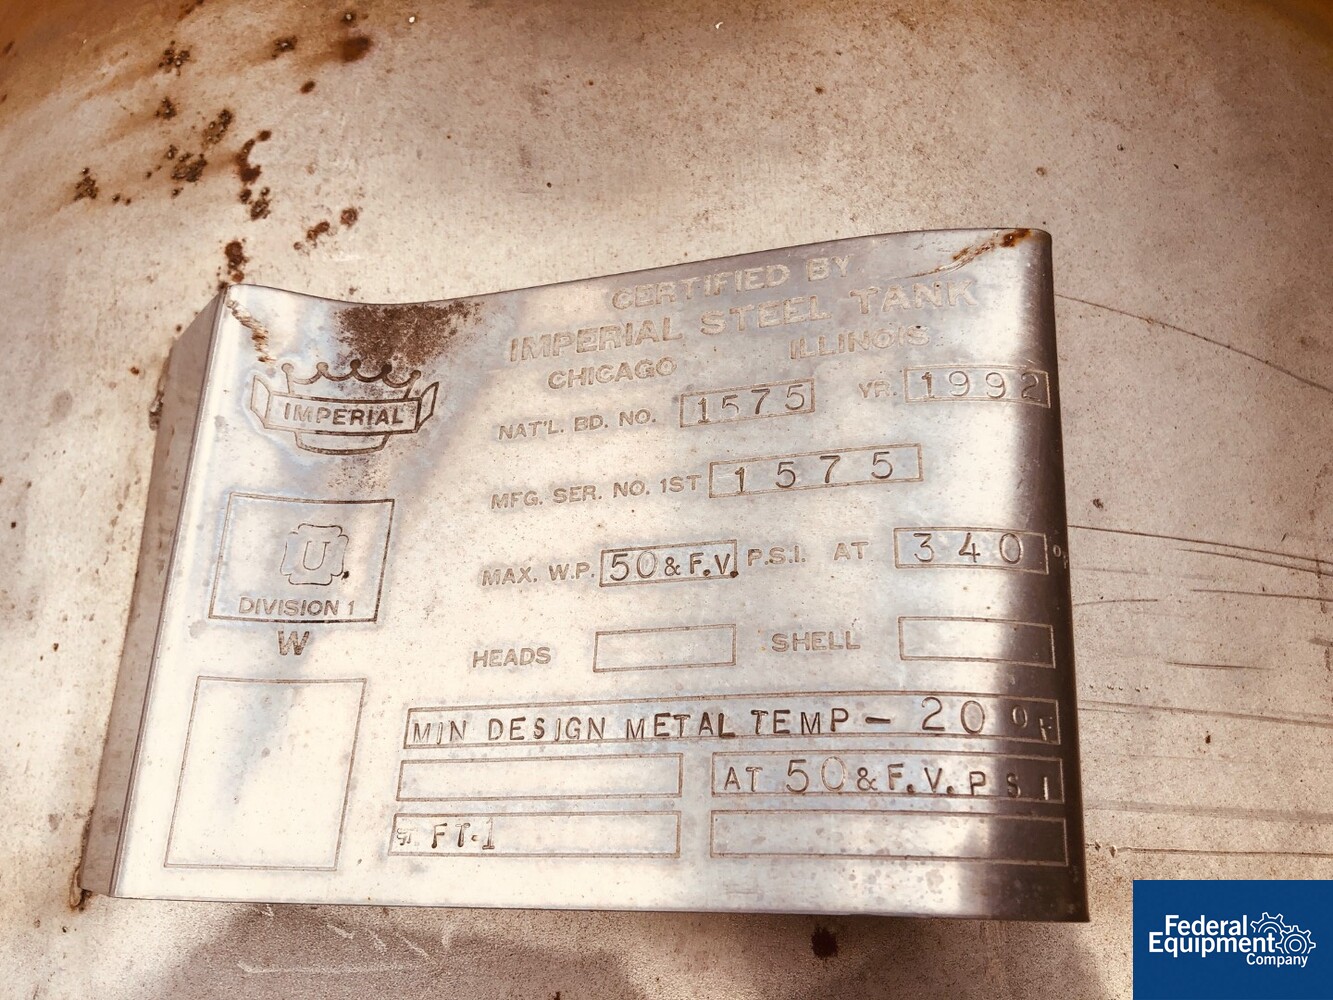 CERTIFIED BY
IMPERIAL STEEL TANK
CHICAGO ILLINOIS
IMPERIAL
NAT'L. BD. NO. 1575 YR. 1992
MFG. SER. NO. 1ST 1575
U
DIVISION 1
W
MAX. W.P. 50 & F.V. P.S.I. AT 340 °F
HEADS SHELL
MIN DESIGN METAL TEMP - 20 °F
AT 50 & F.V. PSI
FT-1
Federal
Equipment
Company